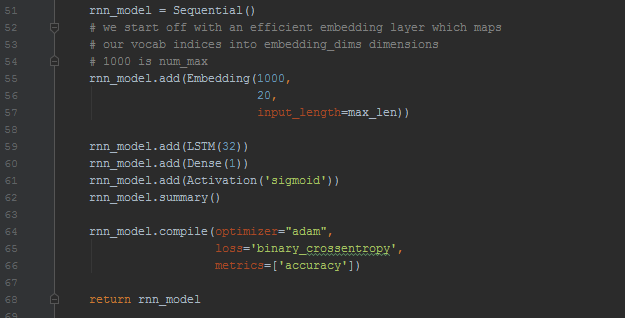 51 rnn_model = Sequential()
52 # we start off with an efficient embedding layer which maps
53 # our vocab indices into embedding_dims dimensions
54 # 1000 is num_max
55 rnn_model.add(Embedding(1000,
56 20,
57 input_length=max_len))
58
59 rnn_model.add(LSTM(32))
60 rnn_model.add(Dense(1))
61 rnn_model.add(Activation('sigmoid'))
62 rnn_model.summary()
63
64 rnn_model.compile(optimizer="adam",
65 loss='binary_crossentropy',
66 metrics=['accuracy'])
67
68 return rnn_model
69